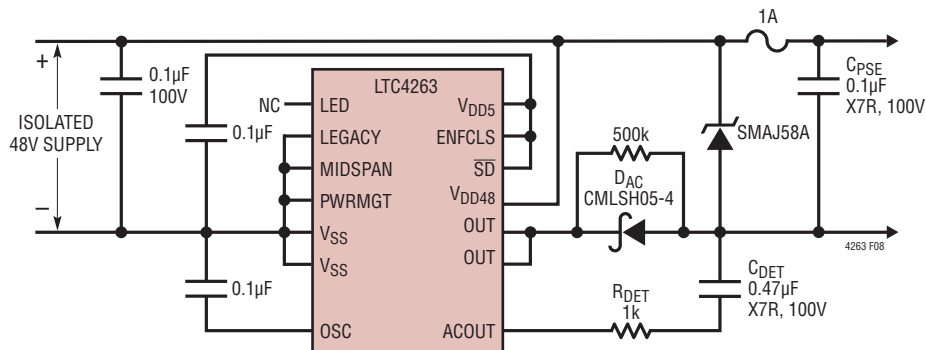 1A
+
0.1µF
100V
ISOLATED
48V SUPPLY
–
0.1µF
LTC4263
NC
LED
LEGACY
MIDSPAN
PWRMGT
VSS
VSS
OSC
VDD5
ENFCLS
SD
VDD48
OUT
OUT
ACOUT
0.1µF
500k
DAC
CMLSH05-4
SMAJ58A
CPSE
0.1µF
X7R, 100V
4263 F08
RDET
1k
CDET
0.47µF
X7R, 100V